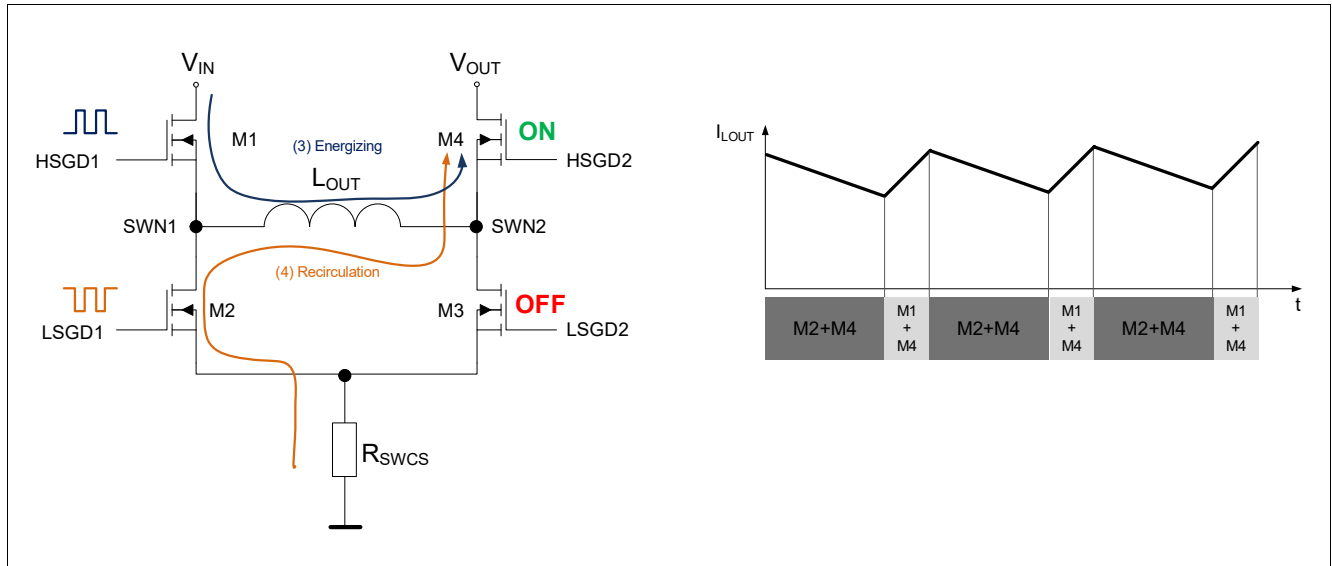 VIN
VOUT
HSGD1
M1
(3) Energizing
M4
ON
HSGD2
LOUT
SWN1
SWN2
(4) Recirculation
LSGD1
M2
M3
OFF
LSGD2
RSWCS
ILOUT
t
M2+M4
M1
+
M4
M2+M4
M1
+
M4
M2+M4
M1
+
M4